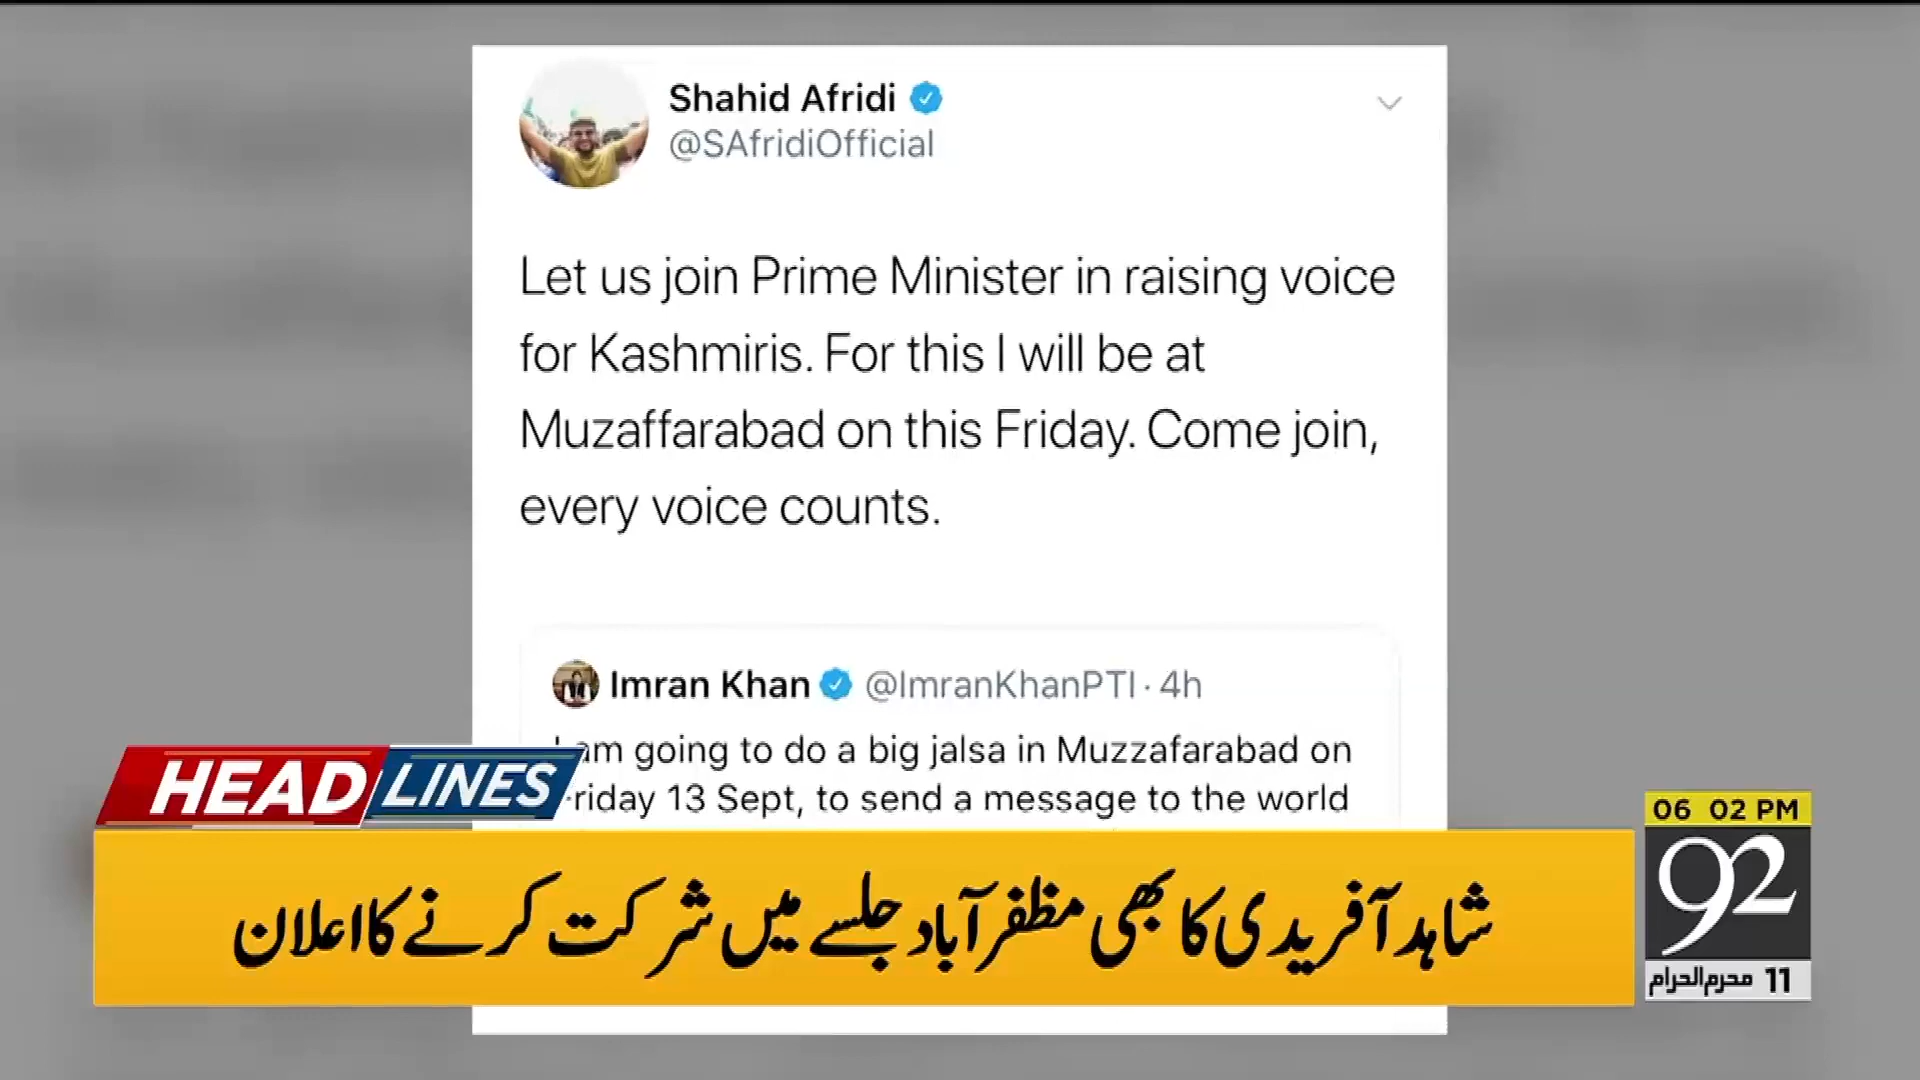 Shahid Afridi
@SAfridiOfficial
Let us join Prime Minister in raising voice
for Kashmiris. For this I will be at
Muzaffarabad on this Friday. Come join,
every voice counts.
Imran Khan @ImranKhanPTI · 4h
I am going to do a big jalsa in Muzzafarabad on
Friday 13 Sept, to send a message to the world
HEADLINES
شاہد آفریدی کا بھی مظفر آباد جلسے میں شرکت کرنے کا اعلان
06 02 PM
92
11 محرم الحرام